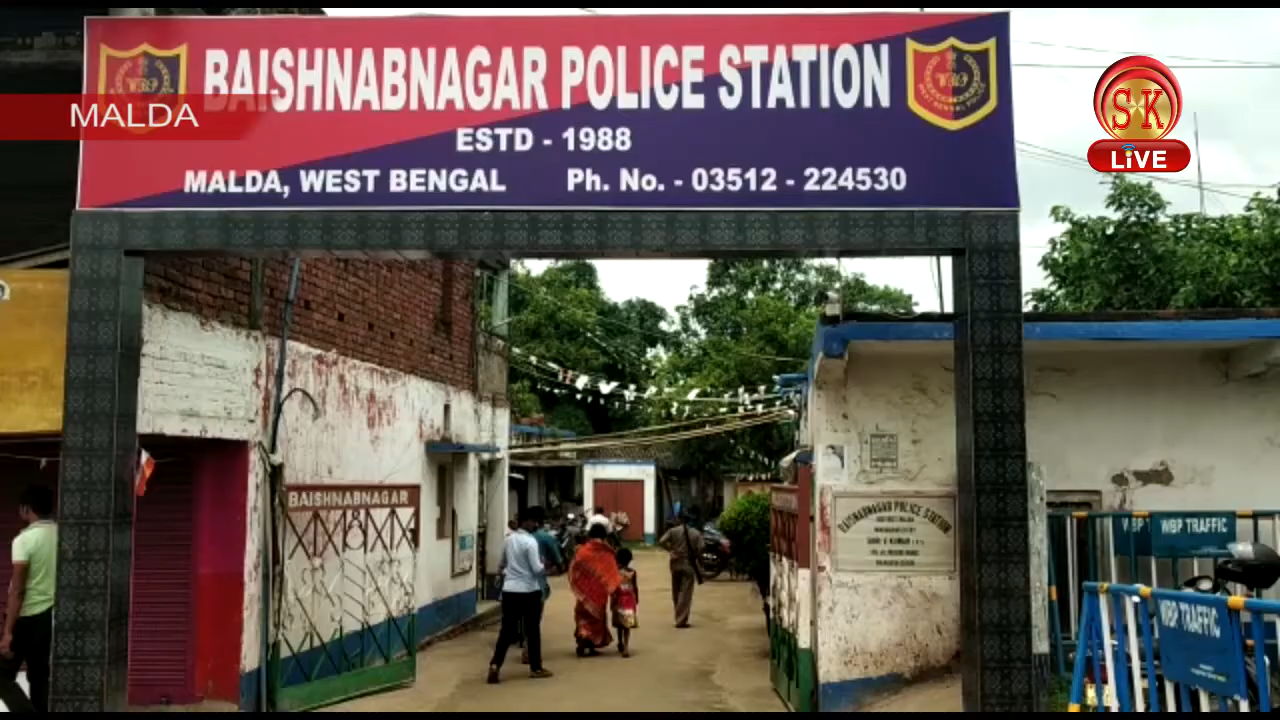 BAISHNABNAGAR POLICE STATION
ESTD - 1988
MALDA, WEST BENGAL Ph. No. - 03512 - 224530
MALDA
WBP
SK
LiVE
BAISHNABNAGAR
BAISHNABNAGAR POLICE STATION
WBP TRAFFIC
WBP TRAFFIC